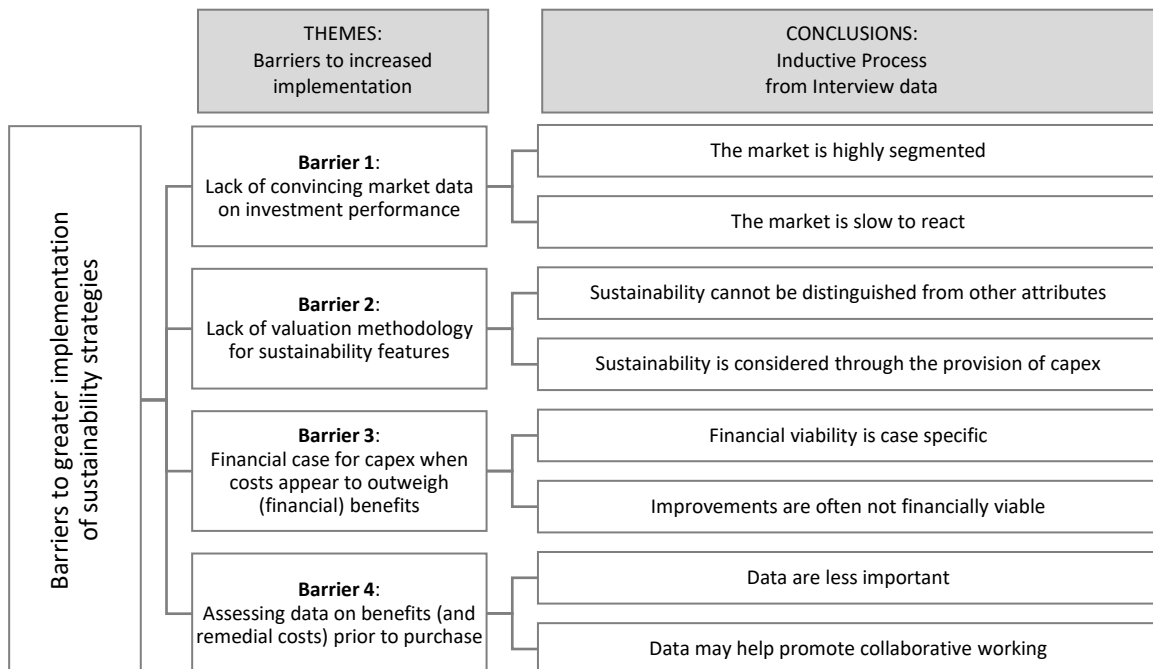 THEMES:
Barriers to increased
implementation
CONCLUSIONS:
Inductive Process
from Interview data
Barriers to greater implementation
of sustainability strategies
Barrier 1:
Lack of convincing market data
on investment performance
The market is highly segmented
The market is slow to react
Barrier 2:
Lack of valuation methodology
for sustainability features
Sustainability cannot be distinguished from other attributes
Sustainability is considered through the provision of capex
Barrier 3:
Financial case for capex when
costs appear to outweigh
(financial) benefits
Financial viability is case specific
Improvements are often not financially viable
Barrier 4:
Assessing data on benefits (and
remedial costs) prior to purchase
Data are less important
Data may help promote collaborative working